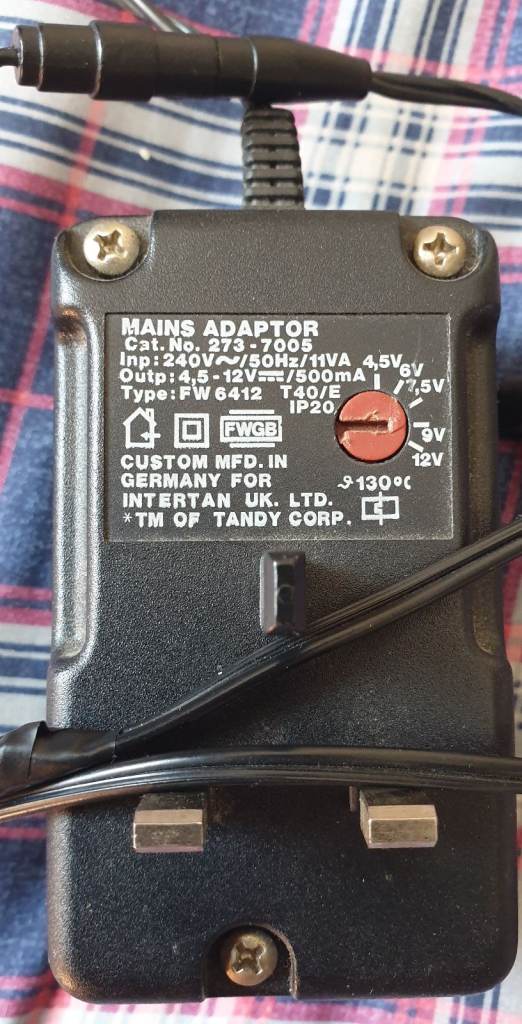 MAINS ADAPTOR
Cat. No. 273-7005
Inp: 240V~/50Hz/11VA
Outp: 4,5-12V⎓/500mA
Type: FW 6412 T40/E
IP20
FWGB
4,5V
6V
7,5V
9V
12V
CUSTOM MFD. IN
GERMANY FOR
INTERTAN UK. LTD.
*TM OF TANDY CORP.
ϑ130°C